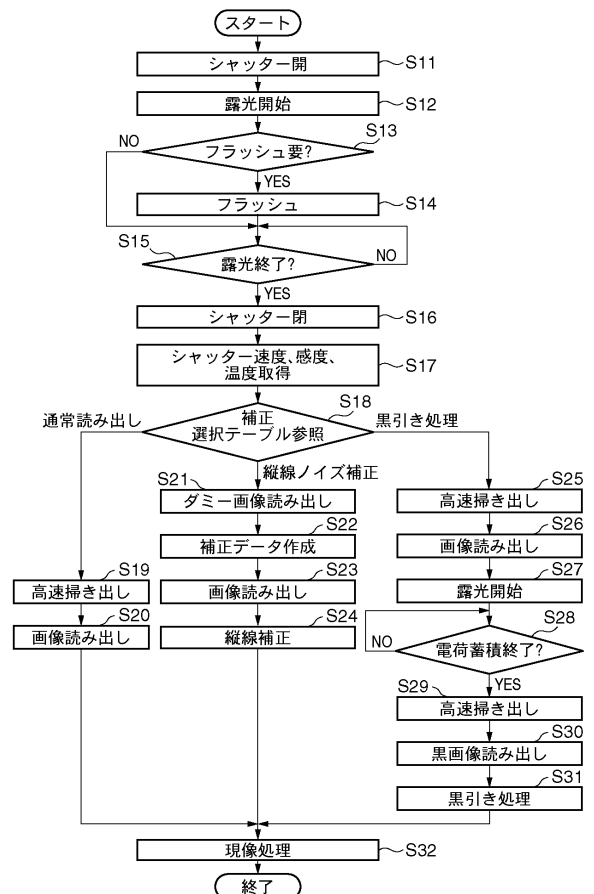 スタート
シャッター開
S11
露光開始
S12
S13
フラッシュ要?
NO
YES
フラッシュ
S14
S15
露光終了?
NO
YES
シャッター閉
S16
シャッター速度、感度、
温度取得
S17
S18
補正
選択テーブル参照
通常読み出し
黒引き処理
縦線ノイズ補正
S21
ダミー画像読み出し
S22
補正データ作成
S23
画像読み出し
S24
縦線補正
S19
高速掃き出し
S20
画像読み出し
S25
高速掃き出し
S26
画像読み出し
S27
露光開始
S28
電荷蓄積終了?
NO
YES
S29
高速掃き出し
S30
黒画像読み出し
S31
黒引き処理
現像処理
S32
終了